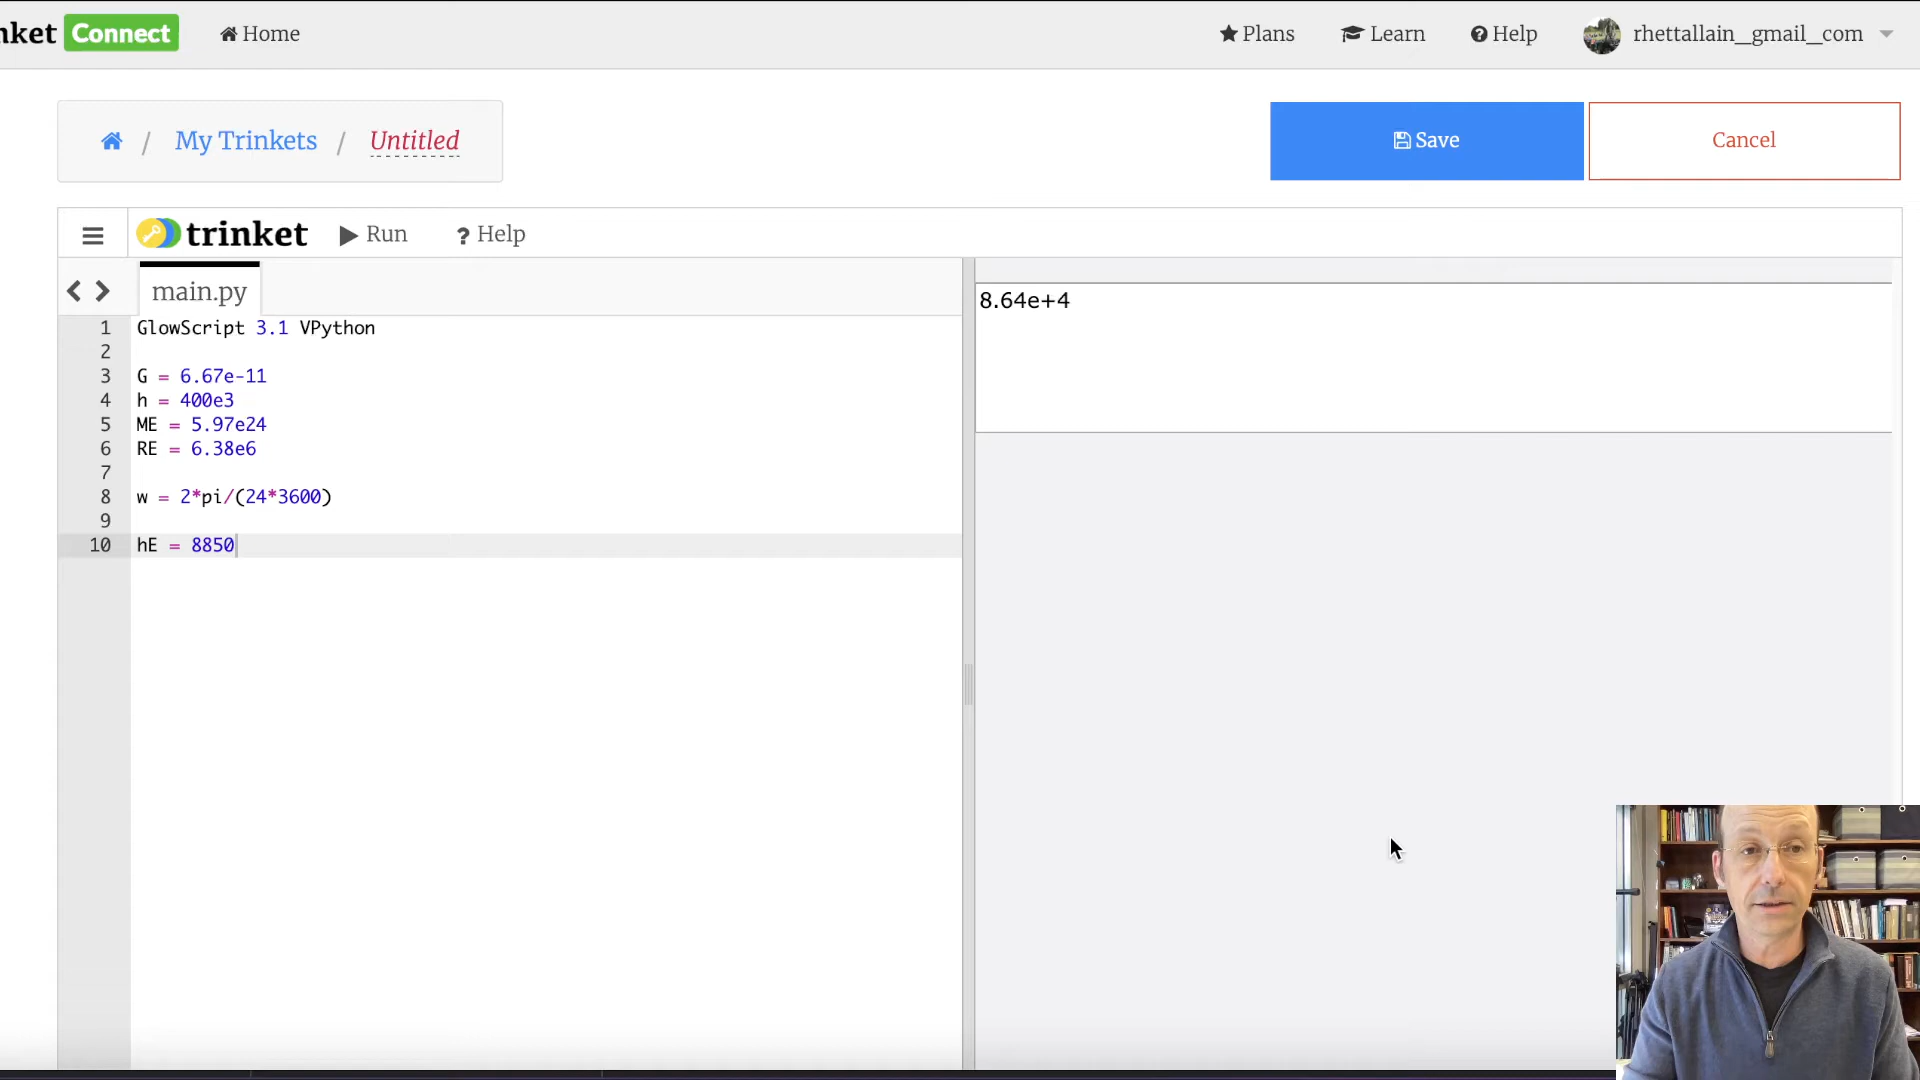 nket Connect Home Plans Learn Help rhettallain_gmail_com
/ My Trinkets / Untitled Save Cancel
trinket Run ? Help
main.py
1 GlowScript 3.1 VPython
2
3 G = 6.67e-11
4 h = 400e3
5 ME = 5.97e24
6 RE = 6.38e6
7
8 w = 2*pi/(24*3600)
9
10 hE = 8850
8.64e+4